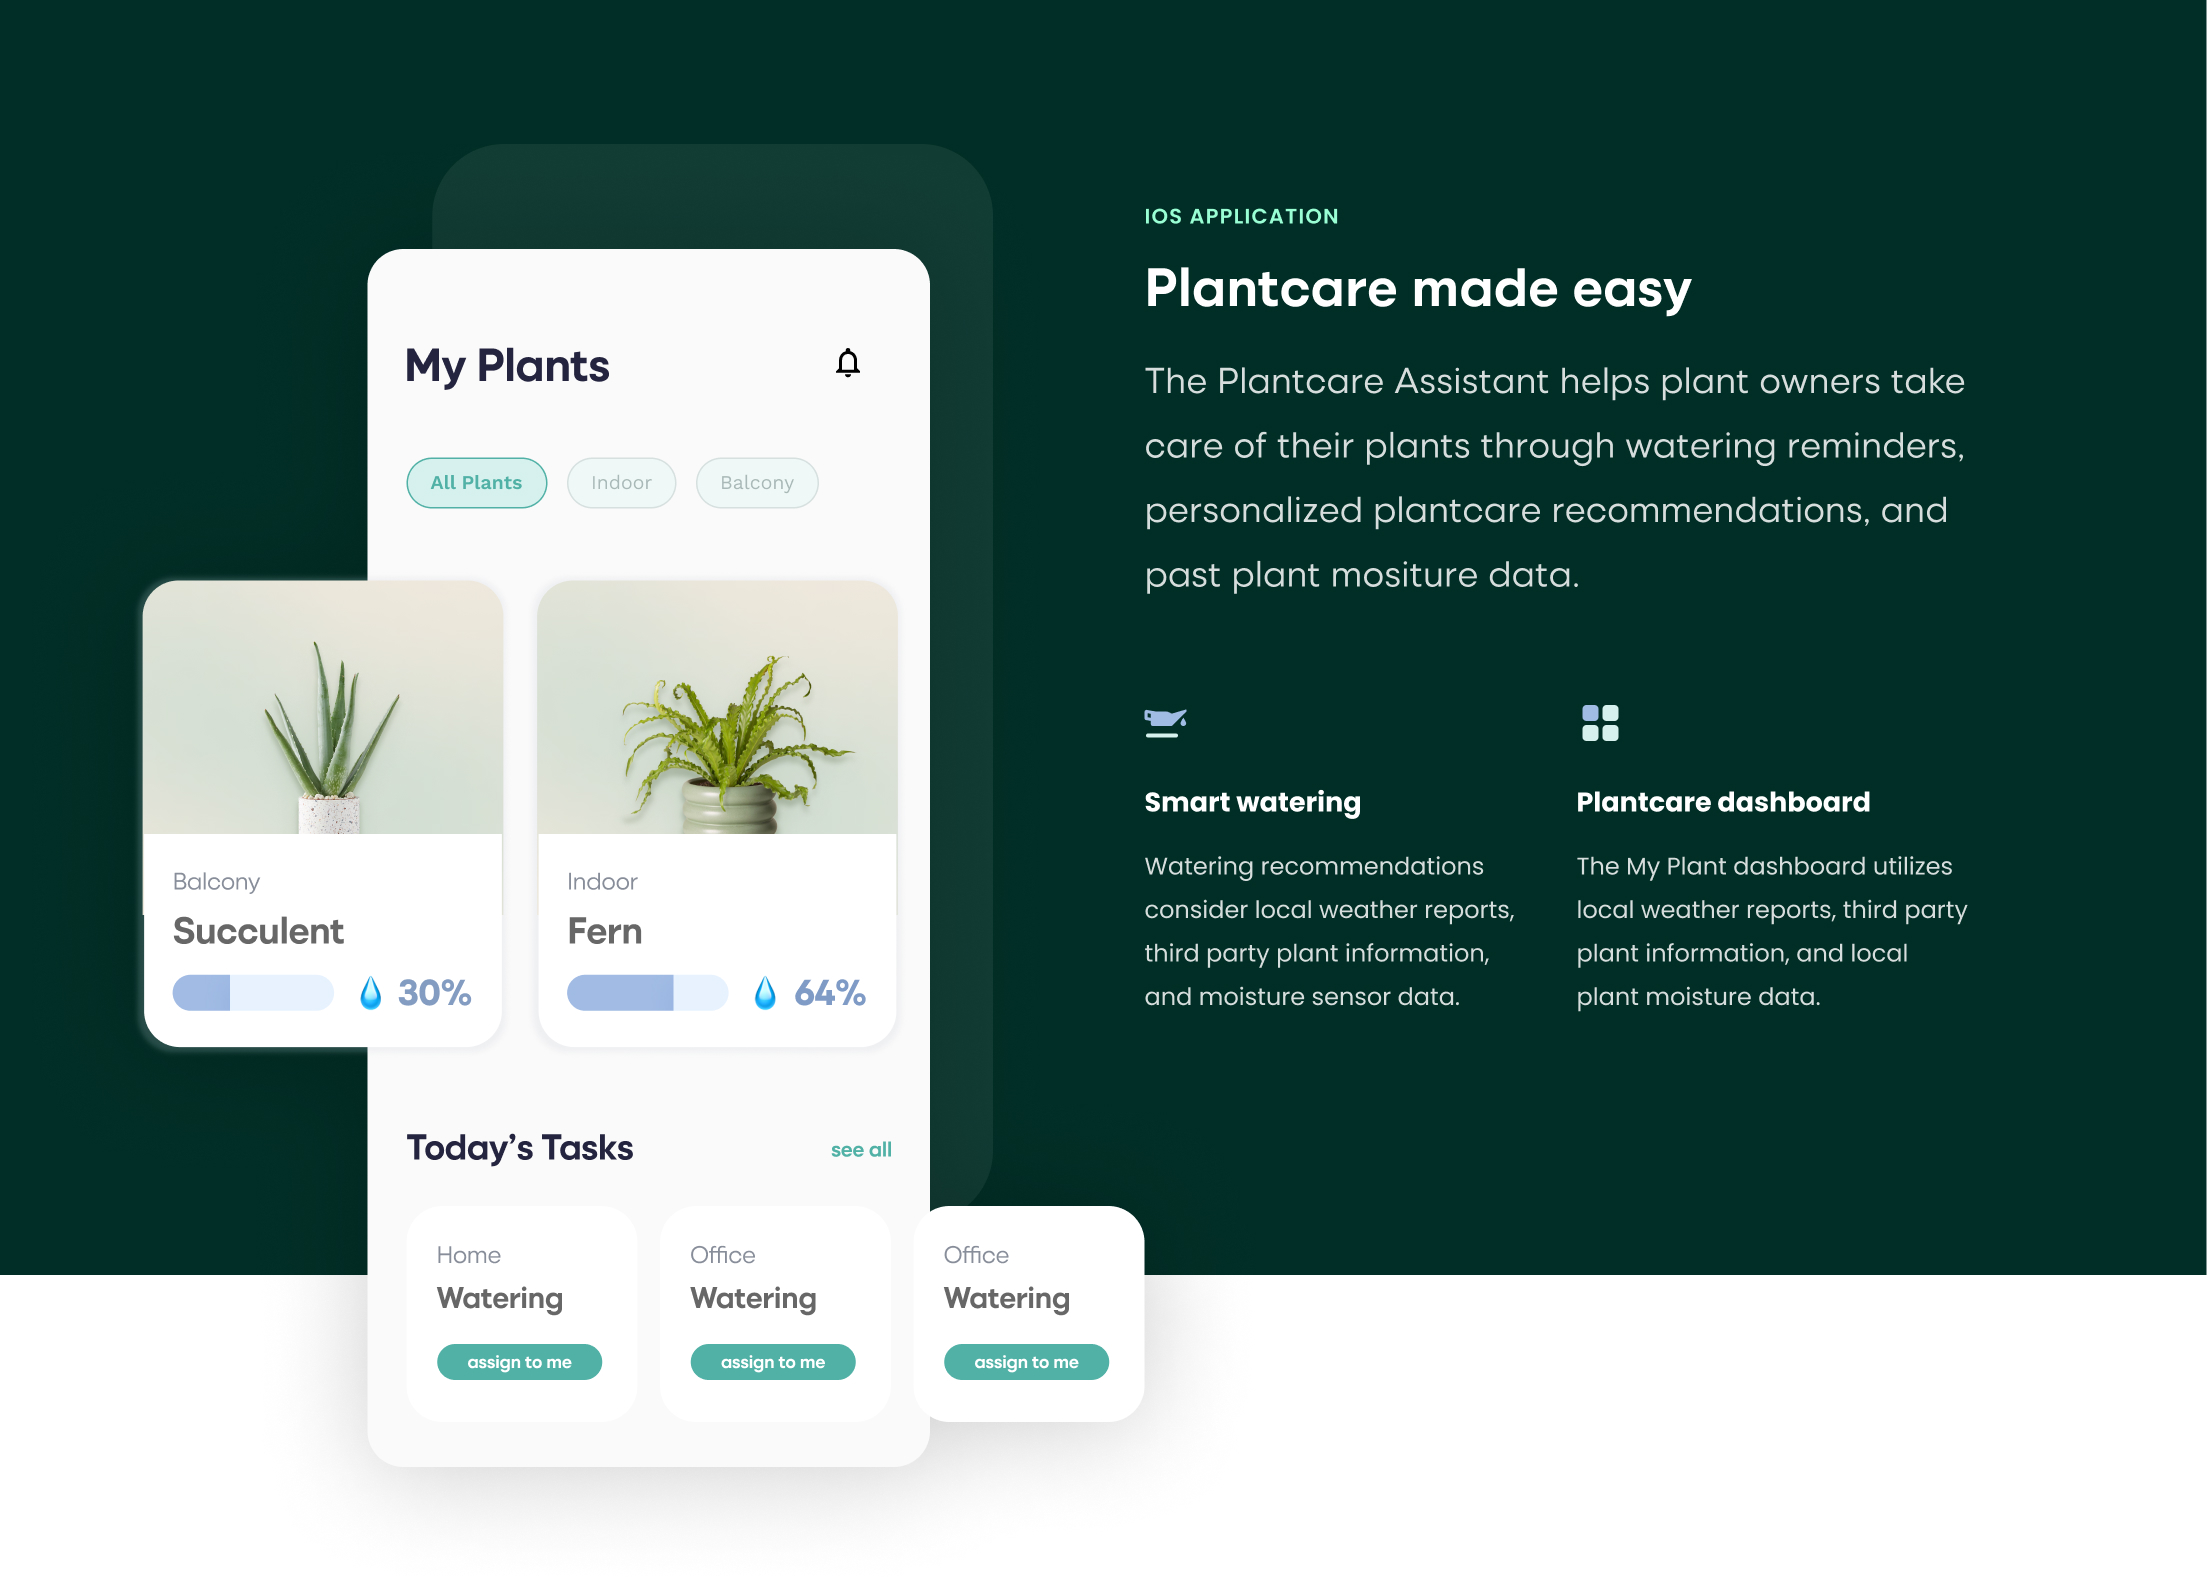 My Plants
All Plants
Indoor
Balcony
Balcony
Succulent
30%
Indoor
Fern
64%
Today’s Tasks
see all
Home
Watering
assign to me
Office
Watering
assign to me
Office
Watering
assign to me
IOS APPLICATION
Plantcare made easy
The Plantcare Assistant helps plant owners take
care of their plants through watering reminders,
personalized plantcare recommendations, and
past plant mositure data.
Smart watering
Watering recommendations
consider local weather reports,
third party plant information,
and moisture sensor data.
Plantcare dashboard
The My Plant dashboard utilizes
local weather reports, third party
plant information, and local
plant moisture data.